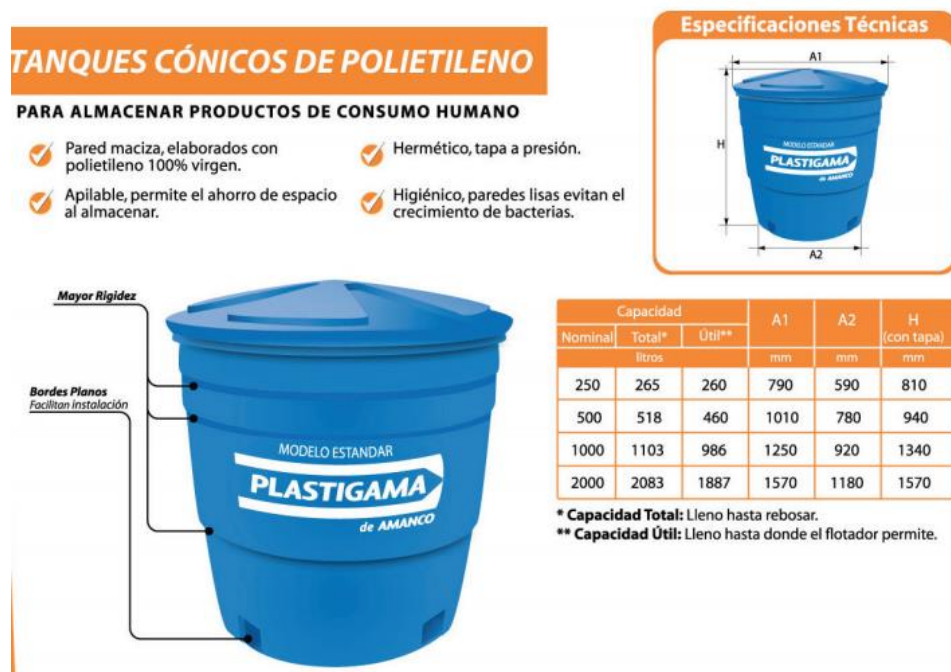 TANQUES CÓNICOS DE POLIETILENO
PARA ALMACENAR PRODUCTOS DE CONSUMO HUMANO
Pared maciza, elaborados con
polietileno 100% virgen.
Apilable, permite el ahorro de espacio
al almacenar.
Hermético, tapa a presión.
Higiénico, paredes lisas evitan el
crecimiento de bacterias.
Especificaciones Técnicas
A1
H
MODELO ESTANDAR
PLASTIGAMA
de AMANCO
A2
Mayor Rigidez
Bordes Planos
Facilitan instalación
MODELO ESTANDAR
PLASTIGAMA
de AMANCO
Capacidad A1 A2 H
Nominal Total* Útil** (con tapa)
litros mm mm mm
250 265 260 790 590 810
500 518 460 1010 780 940
1000 1103 986 1250 920 1340
2000 2083 1887 1570 1180 1570
* Capacidad Total: Lleno hasta rebosar.
** Capacidad Útil: Lleno hasta donde el flotador permite.